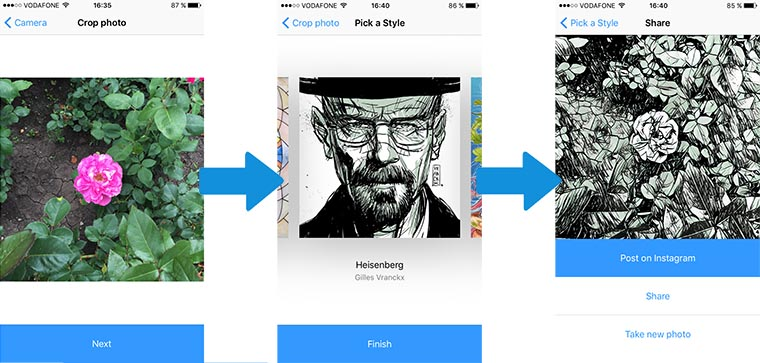 ●●●○○ VODAFONE 16:35 87 %
Camera
Crop photo
Next
●●●○○ VODAFONE 16:40 86 %
Crop photo
Pick a Style
Heisenberg
Gilles Vranckx
Finish
●●●○○ VODAFONE 16:40 85 %
Pick a Style
Share
Post on Instagram
Share
Take new photo